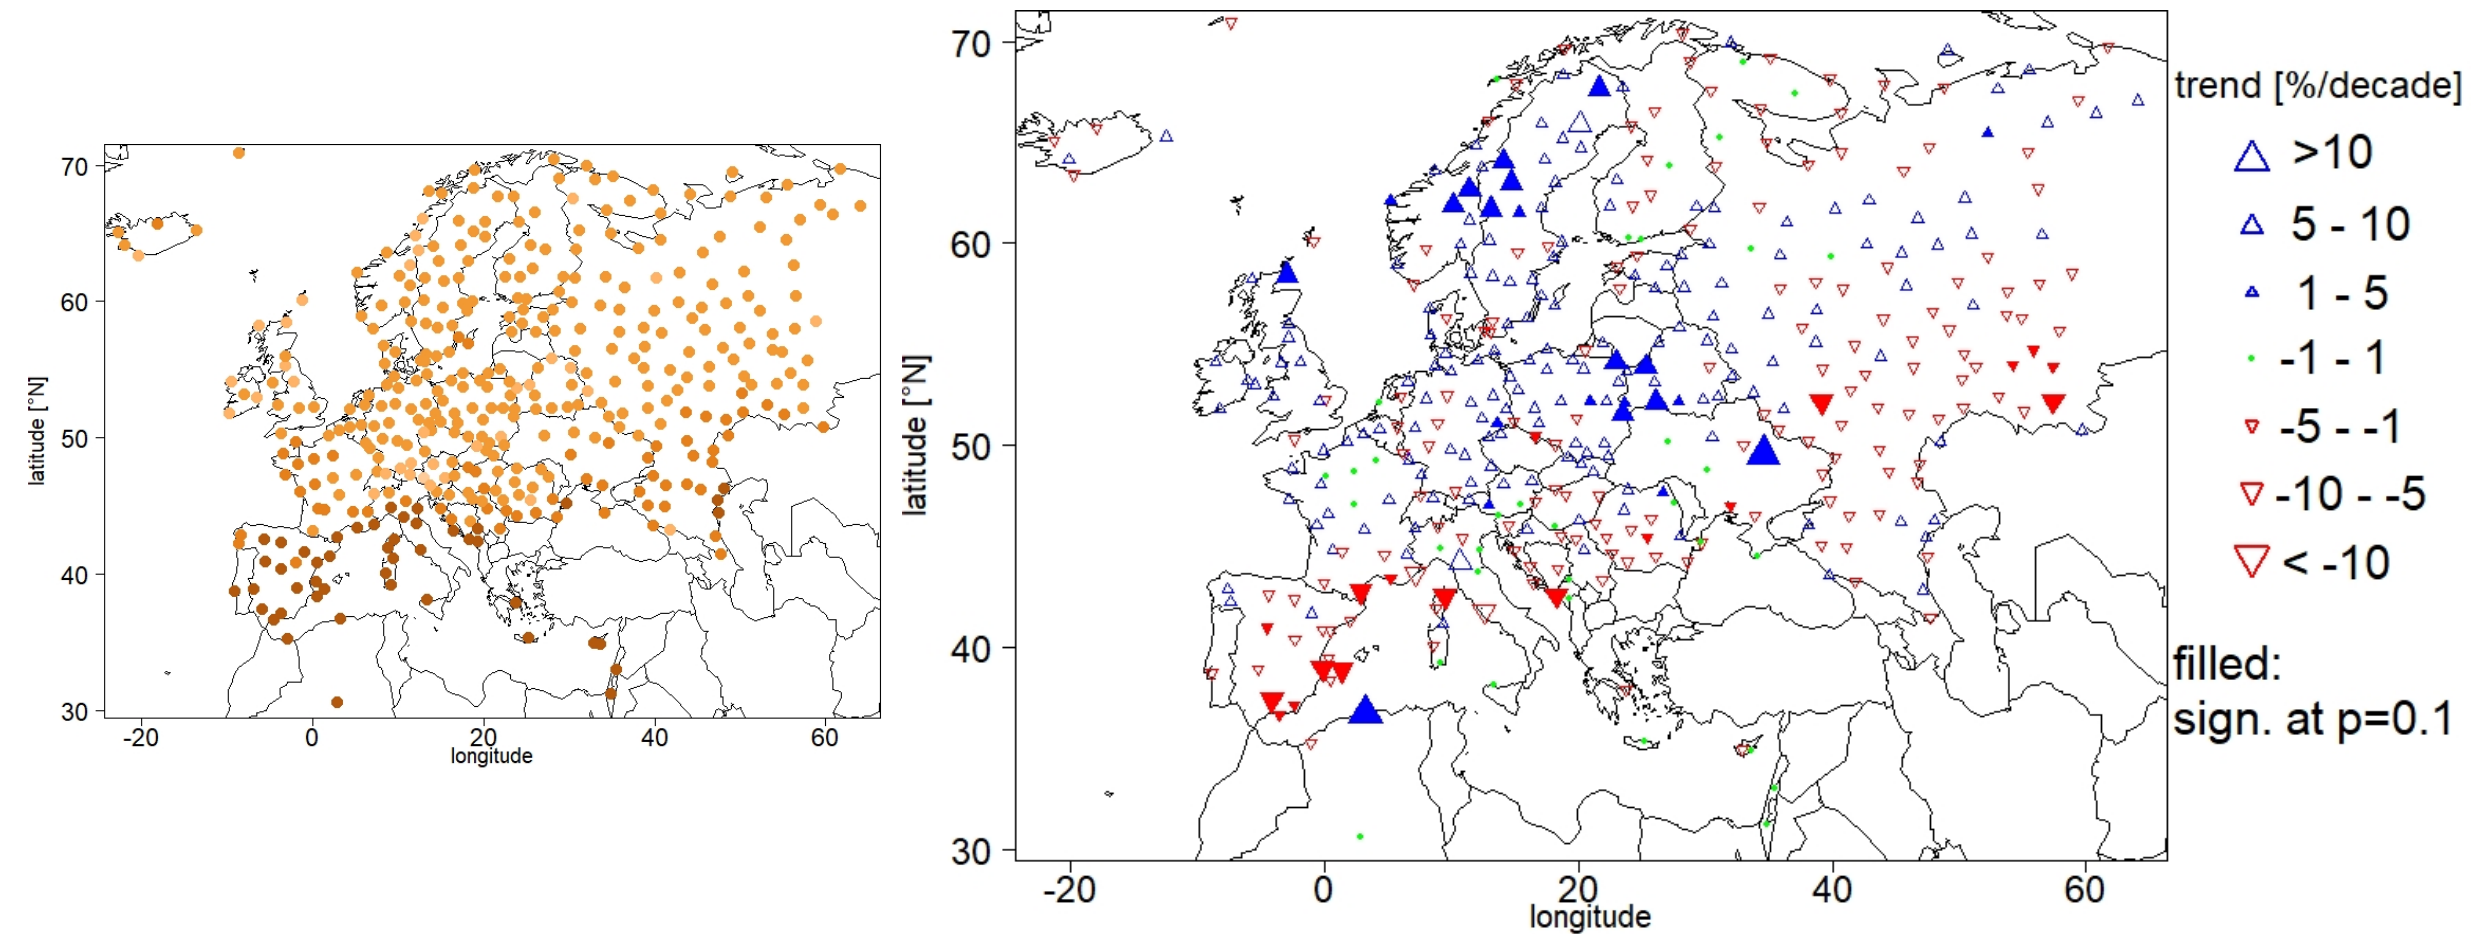 70
60
50
40
30
latitude [°N]
-20 0 20 40 60
longitude
70
60
50
40
30
latitude [°N]
-20 0 20 40 60
longitude
trend [%/decade]
>10
5 - 10
1 - 5
-1 - 1
-5 - -1
-10 - -5
< -10
filled:
sign. at p=0.1